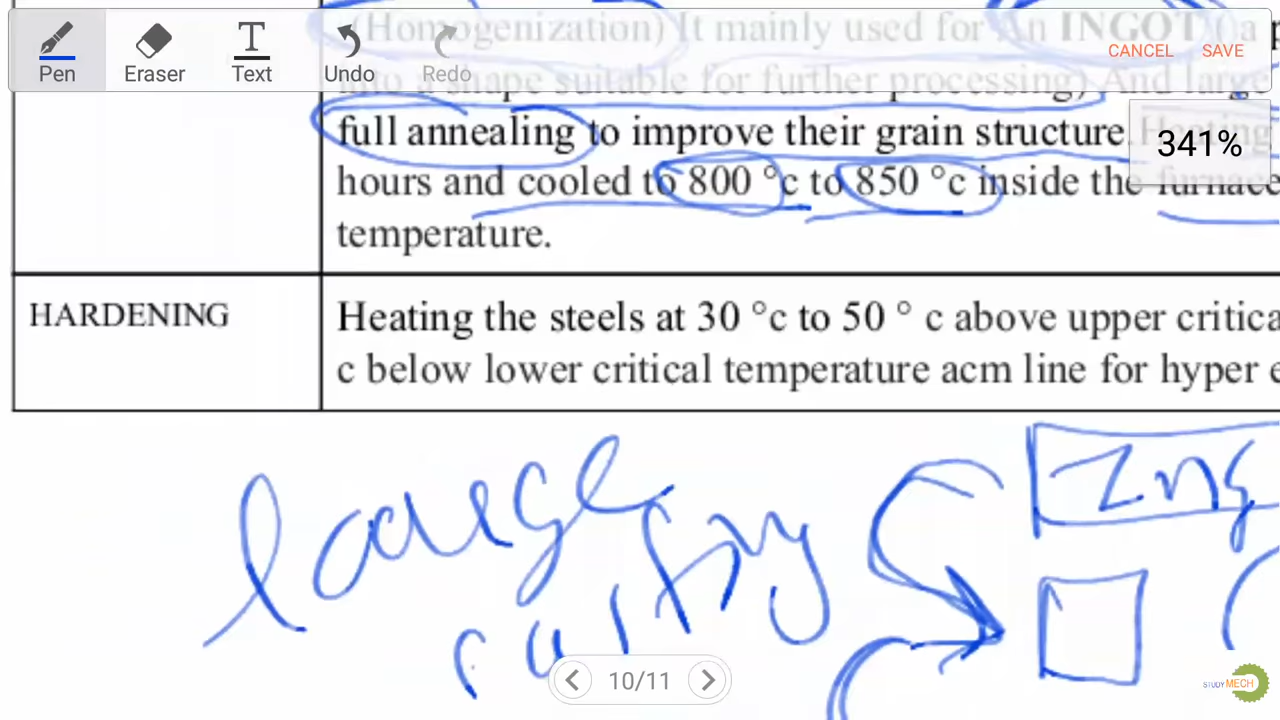 (Homogenization) It mainly used for An INGOT (a p
Pen Eraser Text Undo Redo CANCEL SAVE
into a shape suitable for further processing) And large
full annealing to improve their grain structure. Heating
341%
hours and cooled to 800 °c to 850 °c inside the furnace
temperature.
HARDENING
Heating the steels at 30 °c to 50 ° c above upper critica
c below lower critical temperature acm line for hyper e
large
Ing
10/11
STUDY MECH